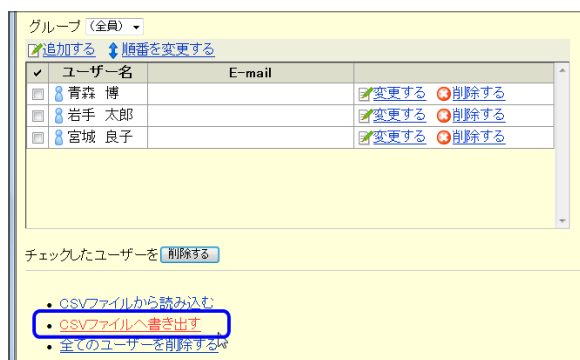 グループ (全員)
追加する 順番を変更する
ユーザー名 E-mail
青森 博 変更する 削除する
岩手 太郎 変更する 削除する
宮城 良子 変更する 削除する
チェックしたユーザーを 削除する
CSVファイルから読み込む
CSVファイルへ書き出す
全てのユーザーを削除する